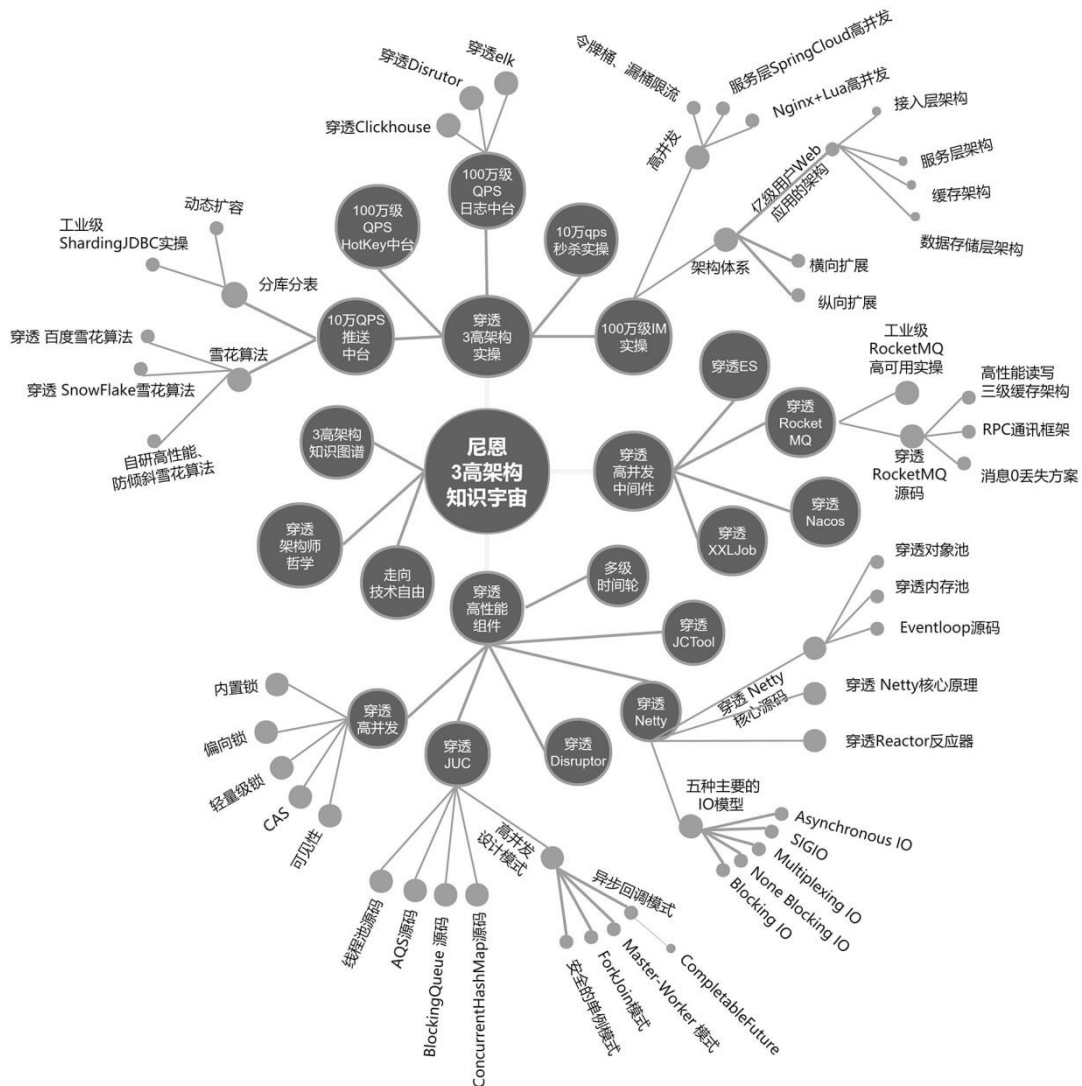 穿透elk
穿透Disrutor
穿透Clickhouse
100万级
QPS
日志中台
100万级
QPS
HotKey中台
10万qps
秒杀实操
令牌桶、漏桶限流
服务层SpringCloud高并发
Nginx+Lua高并发
高并发
亿级用户Web
应用的架构
接入层架构
服务层架构
缓存架构
数据存储层架构
架构体系
横向扩展
纵向扩展
动态扩容
工业级
ShardingJDBC实操
分库分表
穿透 百度雪花算法
雪花算法
穿透 SnowFlake雪花算法
自研高性能、
防倾斜雪花算法
10万QPS
推送
中台
穿透
3高架构
实操
100万级IM
实操
尼恩
3高架构
知识宇宙
3高架构
知识图谱
穿透
架构师
哲学
走向
技术自由
穿透
高并发
中间件
穿透ES
穿透
Rocket
MQ
工业级
RocketMQ
高可用实操
穿透
RocketMQ
源码
高性能读写
三级缓存架构
RPC通讯框架
消息0丢失方案
穿透
Nacos
穿透
XXLJob
穿透
高性能
组件
多级
时间轮
穿透
JCTool
穿透
Netty
穿透 Netty
核心源码
穿透对象池
穿透内存池
Eventloop源码
穿透 Netty核心原理
穿透Reactor反应器
五种主要的
IO模型
Asynchronous IO
SIGIO
Multiplexing IO
None Blocking IO
Blocking IO
穿透
Disruptor
穿透
JUC
穿透
高并发
内置锁
偏向锁
轻量级锁
CAS
可见性
线程池源码
AQS源码
BlockingQueue 源码
ConcurrentHashMap源码
高并发
设计模式
异步回调模式
CompletableFuture
Master-Worker 模式
ForkJoin模式
安全的单例模式